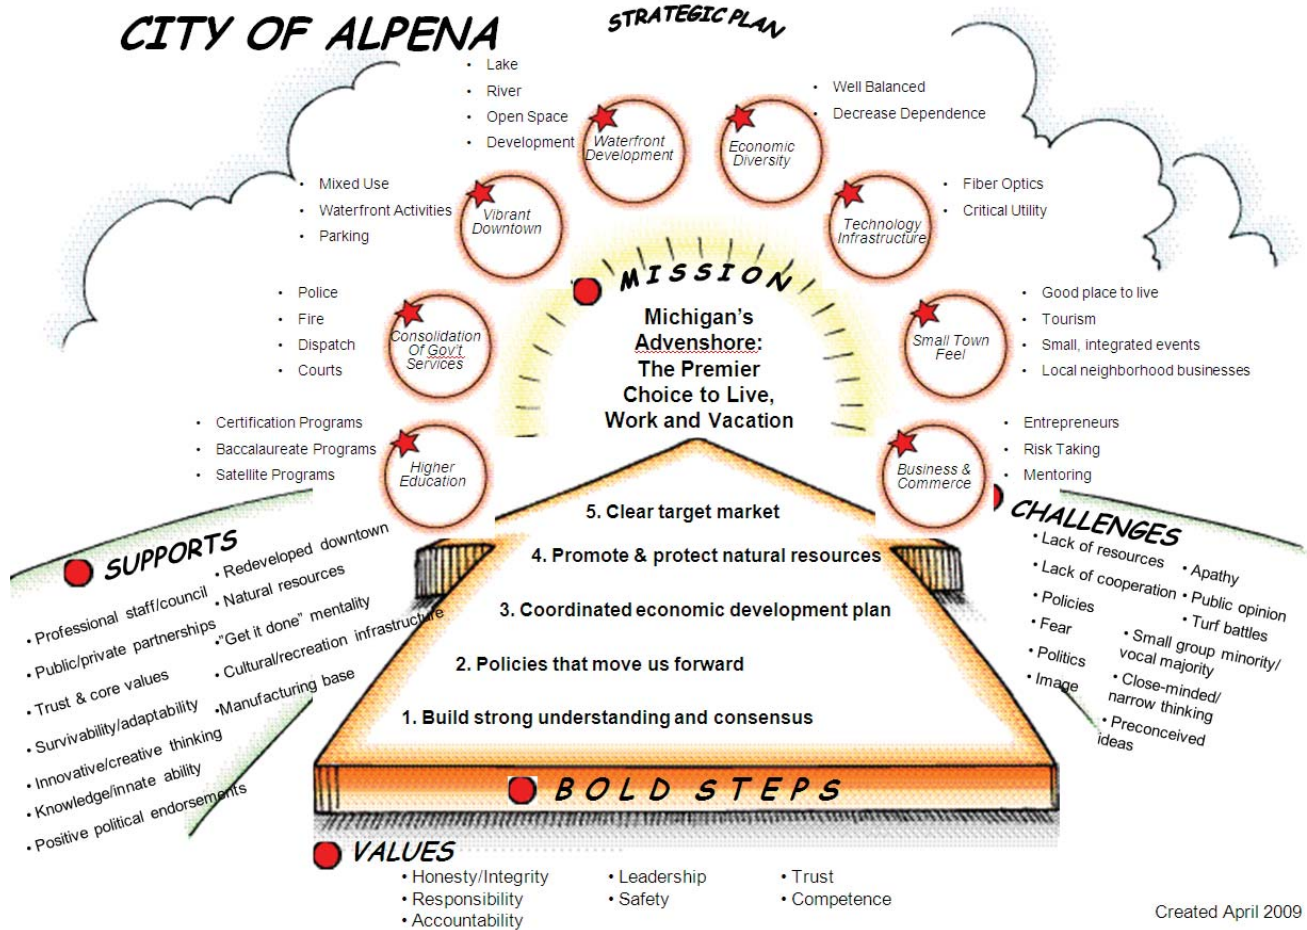 CITY OF ALPENA
STRATEGIC PLAN
• Lake
• River
• Open Space
• Development
Waterfront
Development
Economic
Diversity
• Well Balanced
• Decrease Dependence
• Mixed Use
• Waterfront Activities
• Parking
Vibrant
Downtown
Technology
Infrastructure
• Fiber Optics
• Critical Utility
• Police
• Fire
• Dispatch
• Courts
Consolidation
Of Gov't
Services
Small Town
Feel
• Good place to live
• Tourism
• Small, integrated events
• Local neighborhood businesses
• Certification Programs
• Baccalaureate Programs
• Satellite Programs
Higher
Education
Business &
Commerce
• Entrepreneurs
• Risk Taking
• Mentoring
MISSION
Michigan's
Advenshore:
The Premier
Choice to Live,
Work and Vacation
5. Clear target market
4. Promote & protect natural resources
3. Coordinated economic development plan
2. Policies that move us forward
1. Build strong understanding and consensus
BOLD STEPS
SUPPORTS
• Professional staff/council
• Public/private partnerships
• Trust & core values
• Survivability/adaptability
• Innovative/creative thinking
• Knowledge/innate ability
• Positive political endorsements
• Redeveloped downtown
• Natural resources
•"Get it done" mentality
• Cultural/recreation infrastructure
•Manufacturing base
CHALLENGES
• Lack of resources
• Lack of cooperation
• Policies
• Fear
• Politics
• Image
• Apathy
• Public opinion
• Turf battles
• Small group minority/
vocal majority
• Close-minded/
narrow thinking
• Preconceived
ideas
VALUES
• Honesty/Integrity
• Responsibility
• Accountability
• Leadership
• Safety
• Trust
• Competence
Created April 2009